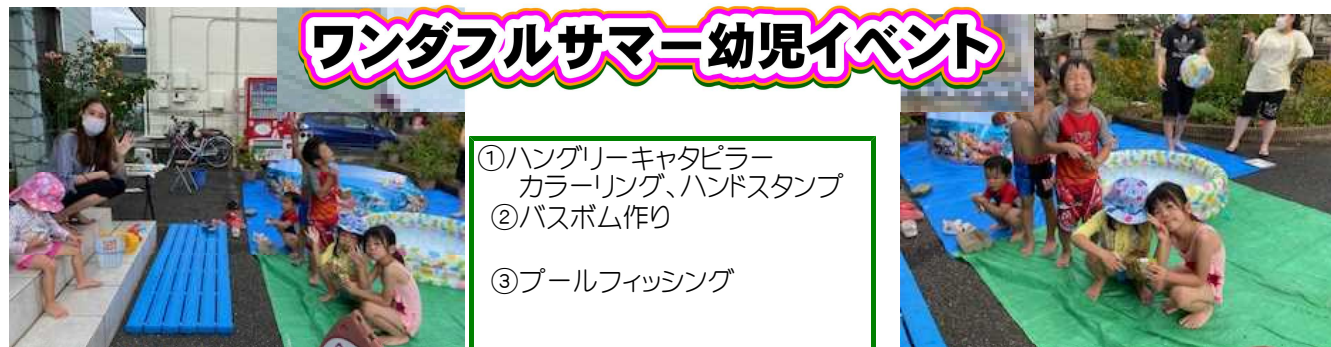 ワンダフルサマー幼児イベント
①ハングリーキャタピラー
カラーリング、ハンドスタンプ
②バスボム作り
③プールフィッシング